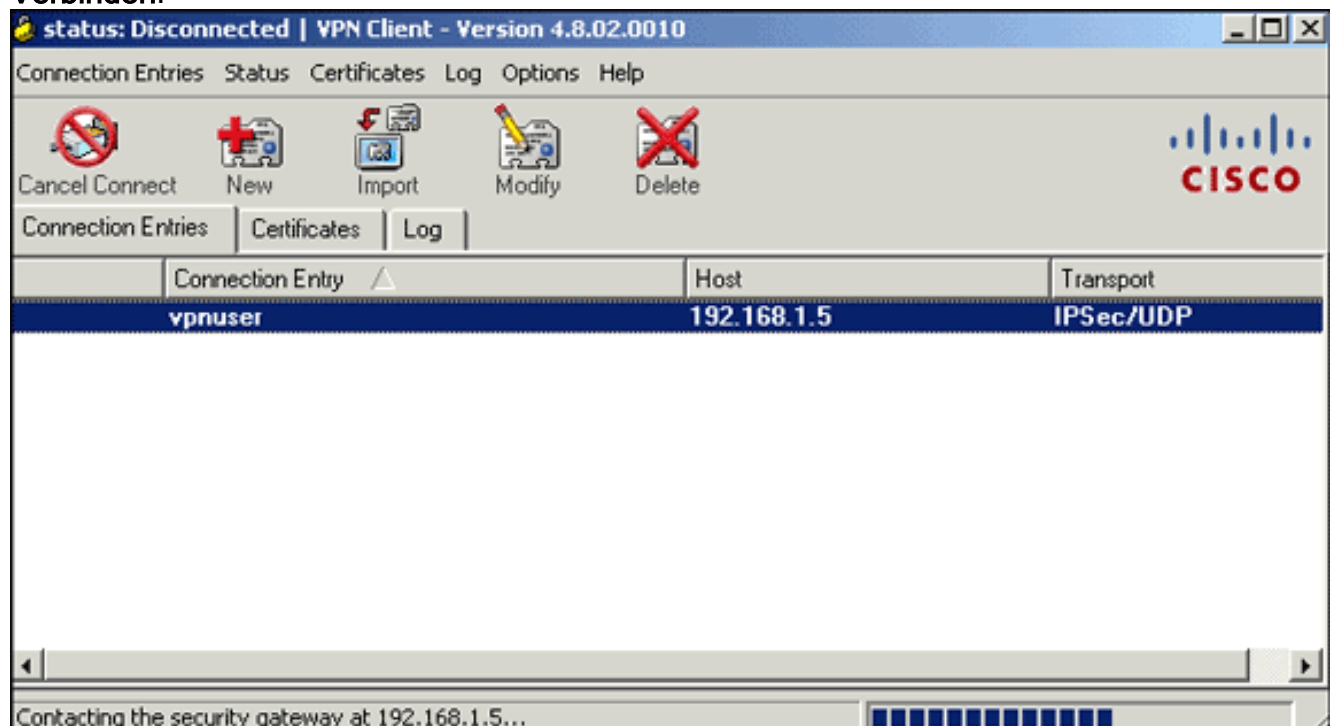 status: Disconnected | VPN Client - Version 4.8.02.0010
Connection Entries Status Certificates Log Options Help
Cancel Connect New Import Modify Delete
CISCO
Connection Entries Certificates Log
Connection Entry Host Transport
vpnuser 192.168.1.5 IPSec/UDP
Contacting the security gateway at 192.168.1.5...